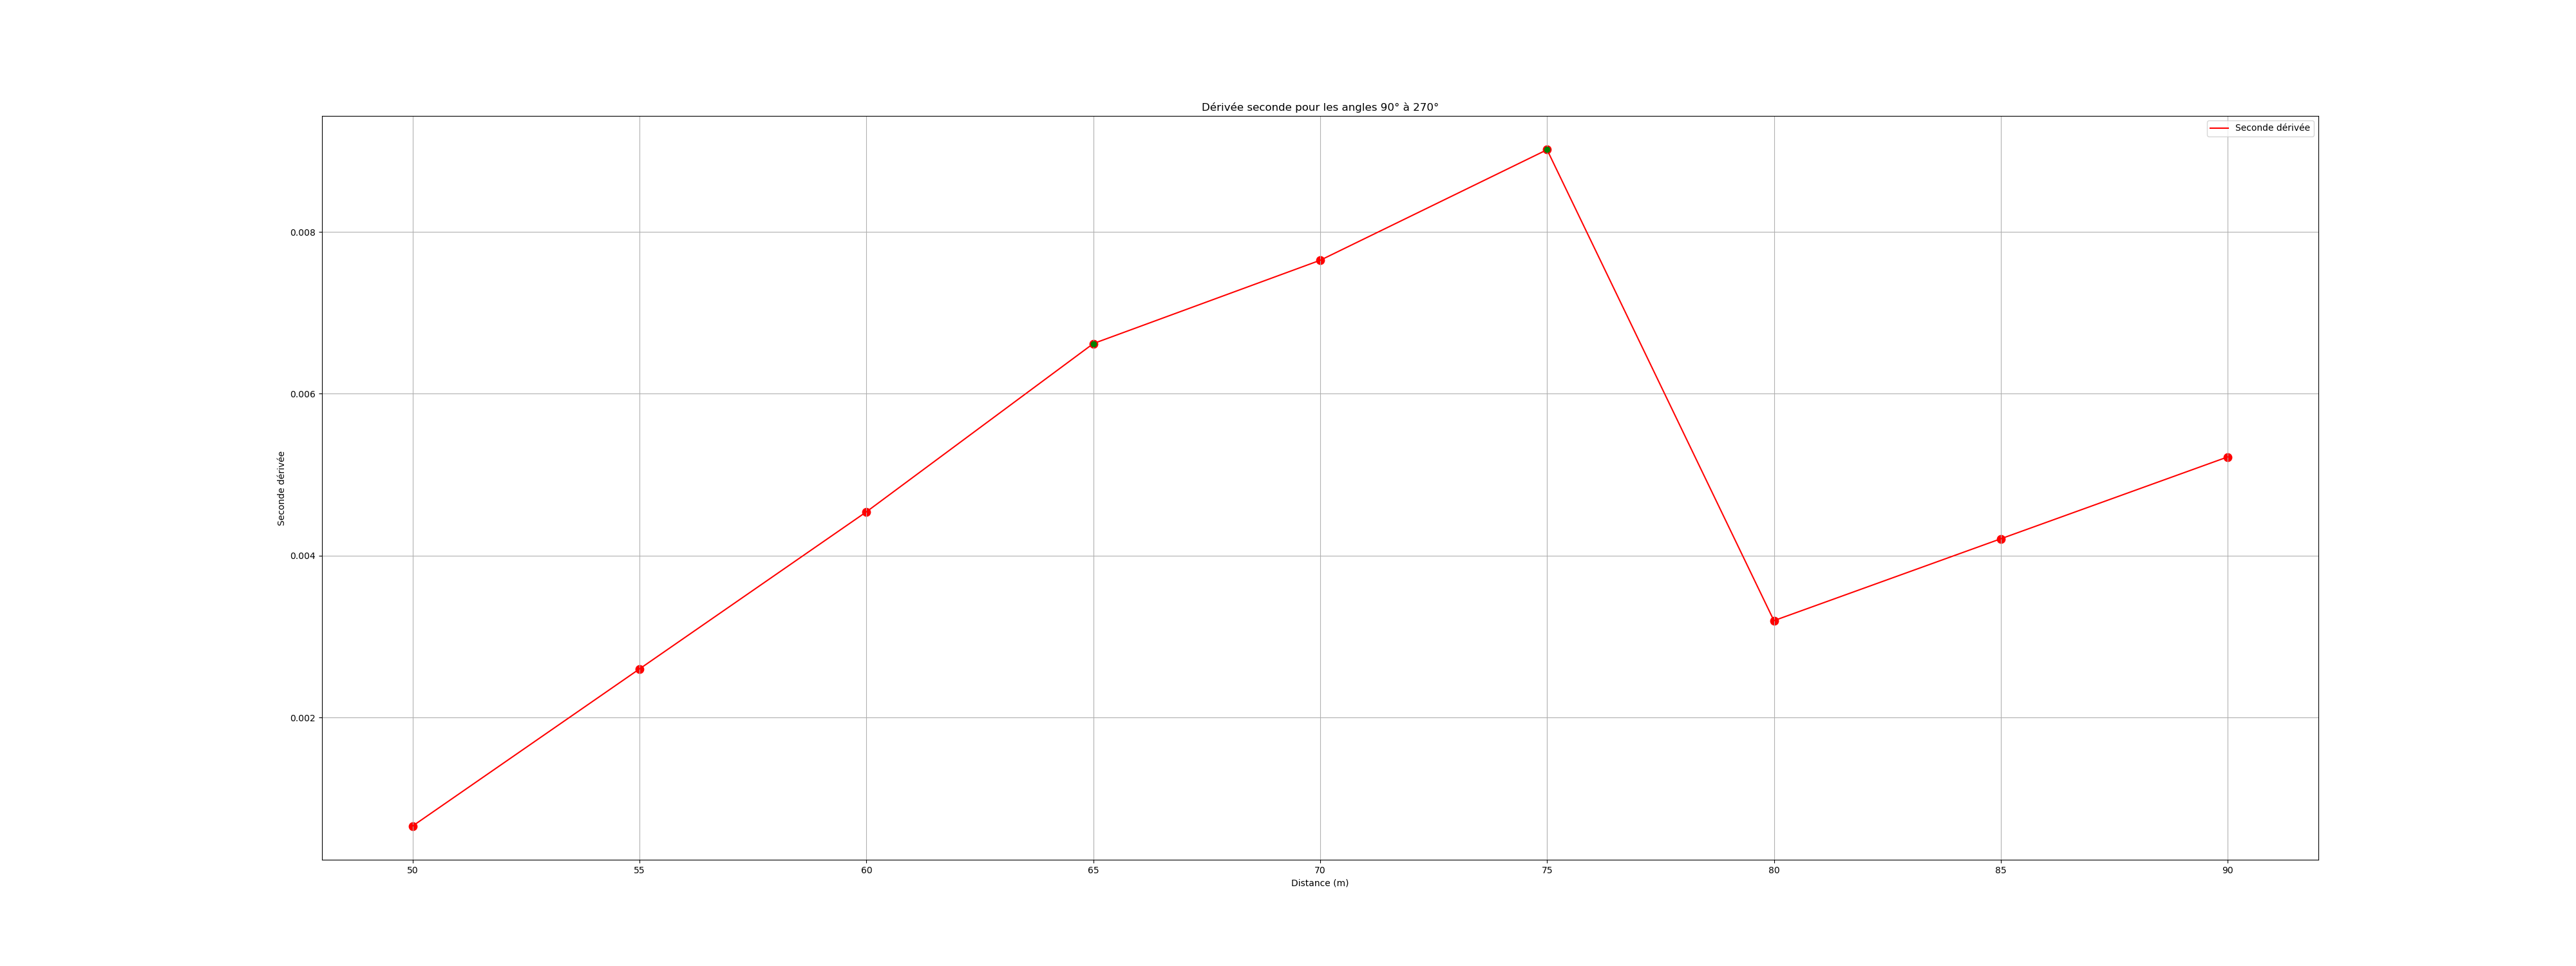 Dérivée seconde pour les angles 90° à 270°
Seconde dérivée
0.008
0.006
0.004
0.002
Seconde dérivée
50 55 60 65 70 75 80 85 90
Distance (m)